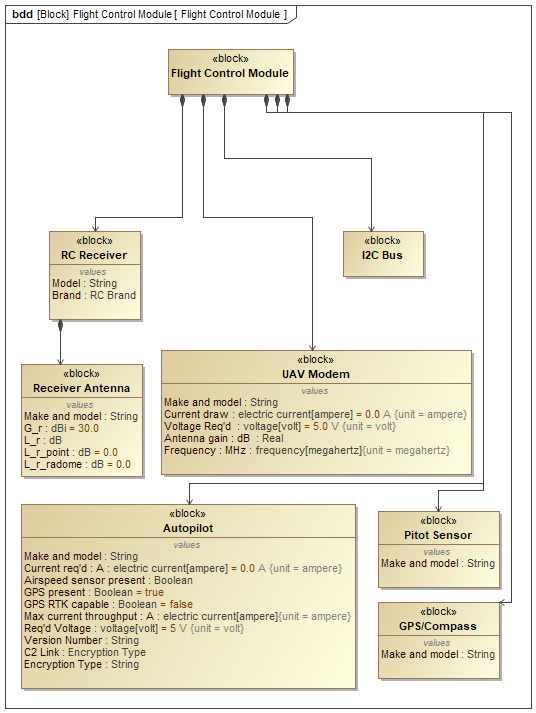 bdd [Block] Flight Control Module [ Flight Control Module ]
«block»
Flight Control Module
«block»
RC Receiver
values
Model : String
Brand : RC Brand
«block»
I2C Bus
«block»
Receiver Antenna
values
Make and model : String
G_r : dBi = 30.0
L_r : dB
L_r_point : dB = 0.0
L_r_radome : dB = 0.0
«block»
UAV Modem
values
Make and model : String
Current draw : electric current[ampere] = 0.0 A {unit = ampere}
Voltage Req'd : voltage[volt] = 5.0 V {unit = volt}
Antenna gain : dB : Real
Frequency : MHz : frequency[megahertz]{unit = megahertz}
«block»
Autopilot
values
Make and model : String
Current req'd : A : electric current[ampere] = 0.0 A {unit = ampere}
Airspeed sensor present : Boolean
GPS present : Boolean = true
GPS RTK capable : Boolean = false
Max current throughput : A : electric current[ampere]{unit = ampere}
Req'd Voltage : voltage[volt] = 5 V {unit = volt}
Version Number : String
C2 Link : Encryption Type
Encryption Type : String
«block»
Pitot Sensor
values
Make and model : String
«block»
GPS/Compass
values
Make and model : String